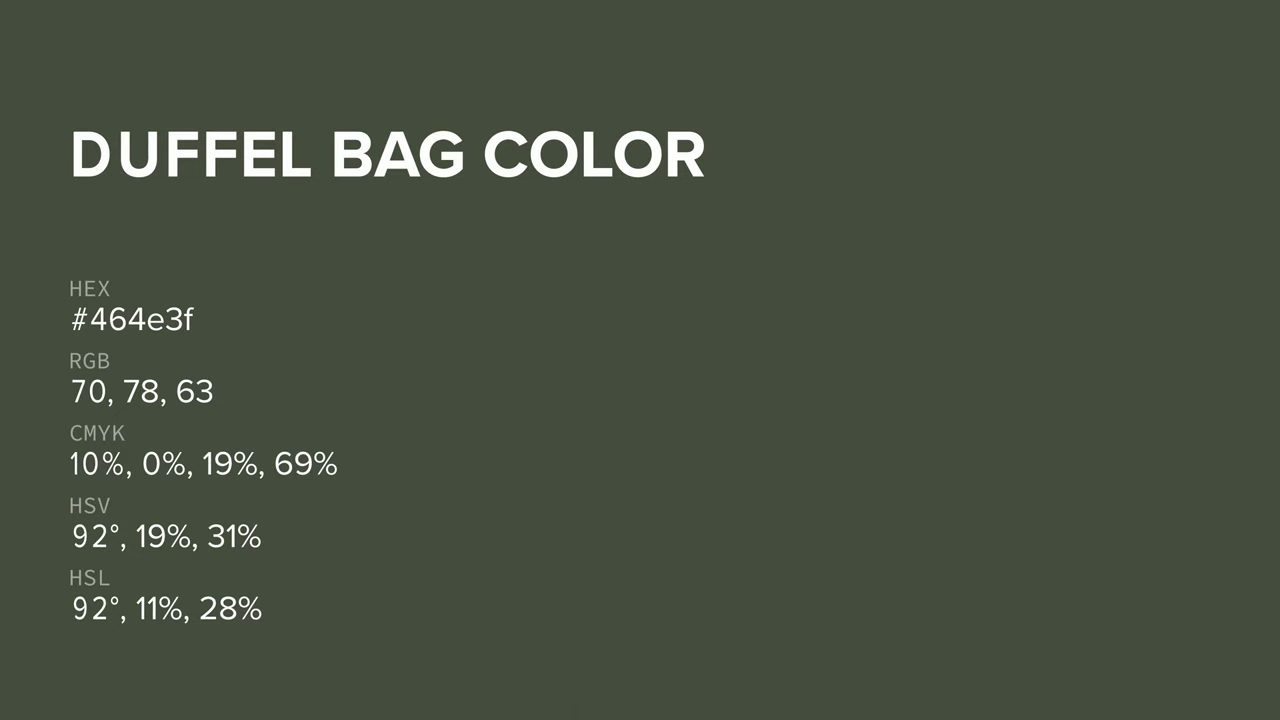 DUFFEL BAG COLOR
HEX
#464e3f
RGB
70, 78, 63
CMYK
10%, 0%, 19%, 69%
HSV
92°, 19%, 31%
HSL
92°, 11%, 28%